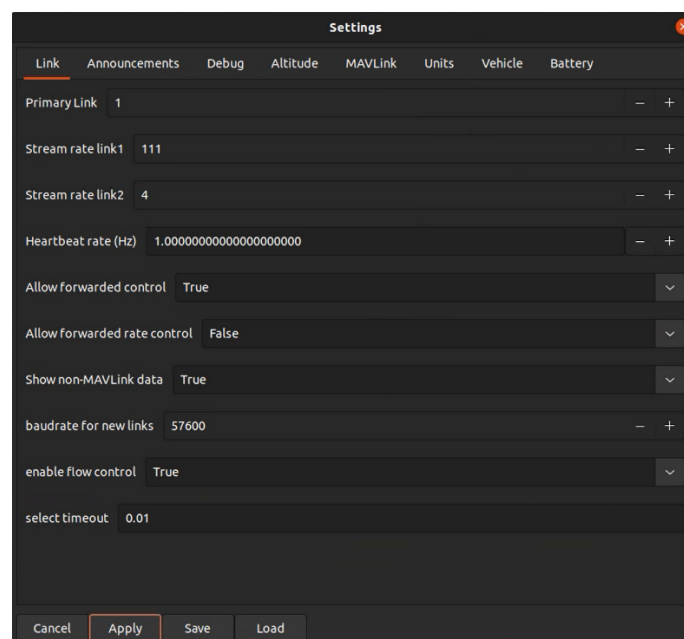 Settings
Link Announcements Debug Altitude MAVLink Units Vehicle Battery
Primary Link 1 − +
Stream rate link1 111 − +
Stream rate link2 4 − +
Heartbeat rate (Hz) 1.00000000000000000000 − +
Allow forwarded control True
Allow forwarded rate control False
Show non-MAVLink data True
baudrate for new links 57600 − +
enable flow control True
select timeout 0.01
Cancel Apply Save Load